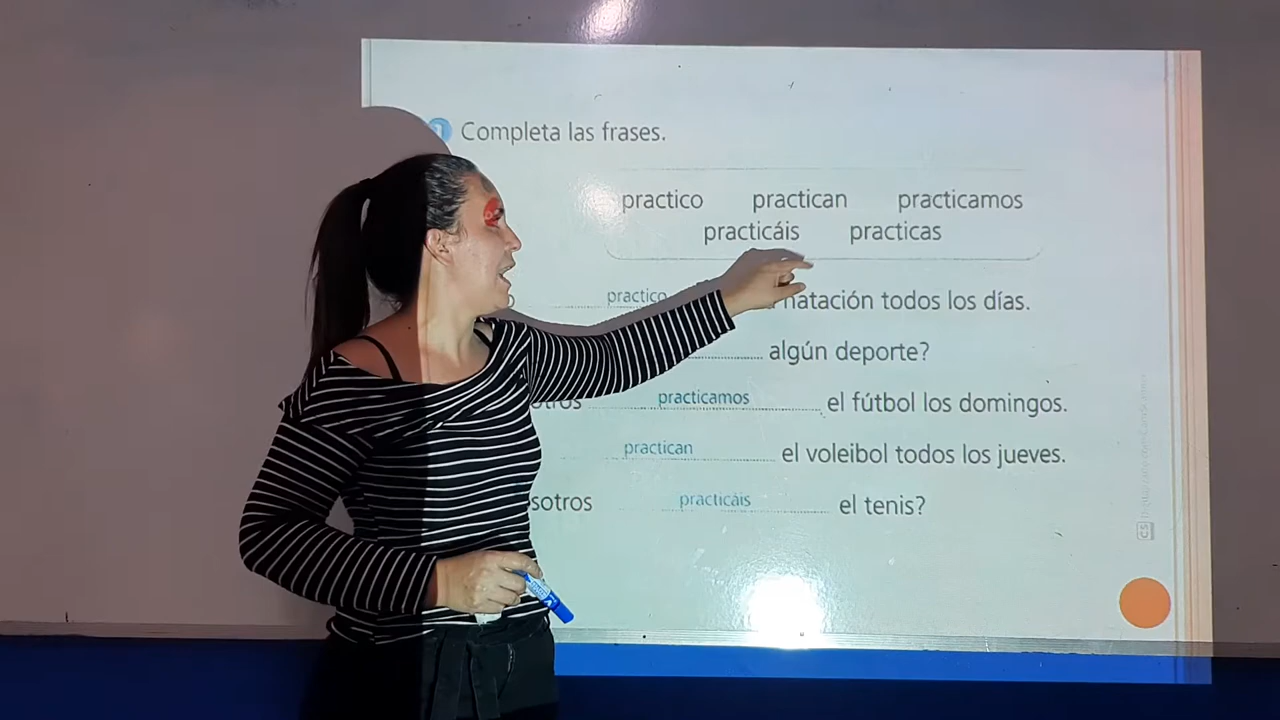 Completa las frases.
practico practican practicamos
practicáis practicas
practico natación todos los días.
algún deporte?
practicamos el fútbol los domingos.
practican el voleibol todos los jueves.
sotros practicáis el tenis?